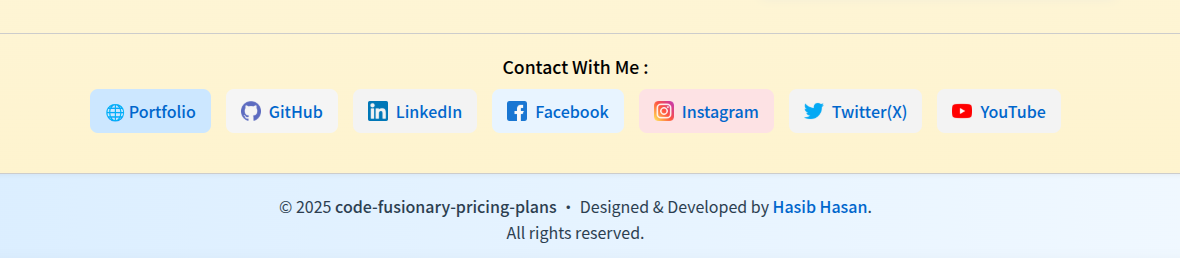 Contact With Me :
Portfolio GitHub LinkedIn Facebook Instagram Twitter(X) YouTube
© 2025 code-fusionary-pricing-plans • Designed & Developed by Hasib Hasan.
All rights reserved.